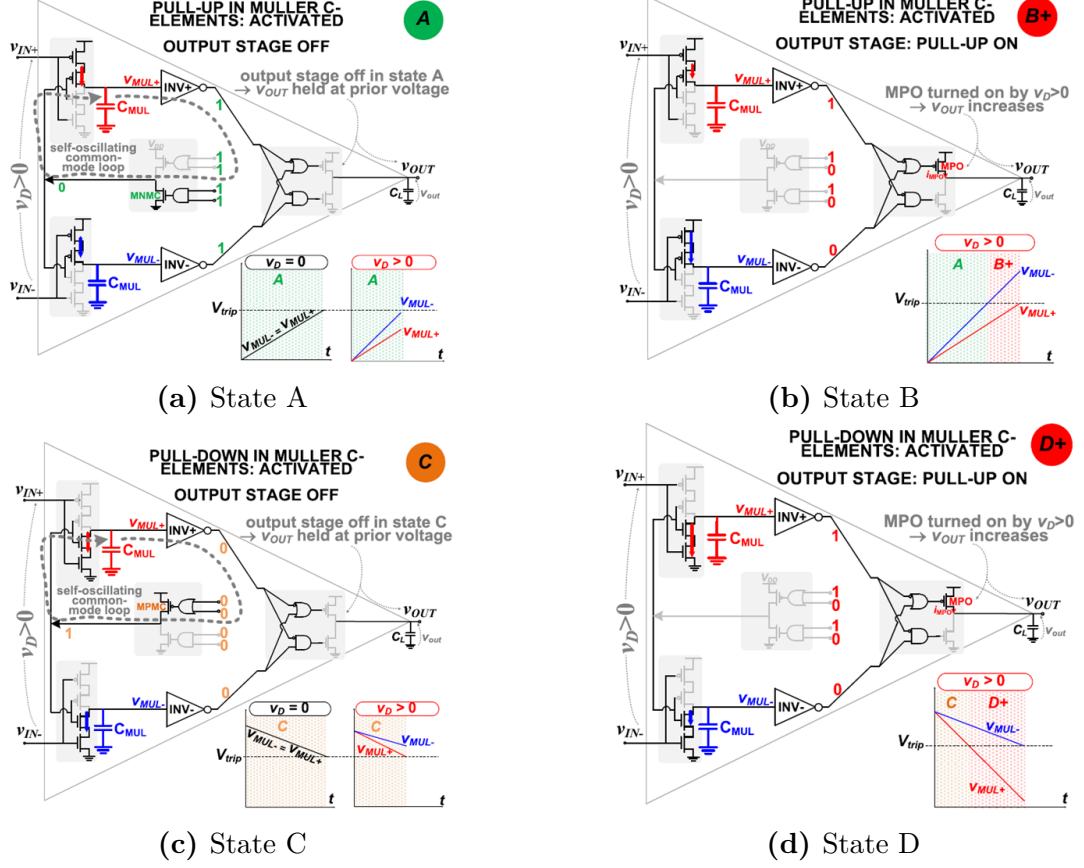 PULL-UP IN MULLER C-
ELEMENTS: ACTIVATED
A
OUTPUT STAGE OFF
vIN+
vMUL+
INV+
CMUL
output stage off in state A
→ vOUT held at prior voltage
1
VDD
1
1
self-oscillating
common-
mode loop
0
MNMC
1
1
vD>0
vOUT
CL
vout
1
vMUL-
INV-
CMUL
vIN-
vD = 0
A
Vtrip
vMUL- = vMUL+
t
vD > 0
A
vMUL-
vMUL+
t
(a) State A
PULL-UP IN MULLER C-
ELEMENTS: ACTIVATED
B+
OUTPUT STAGE: PULL-UP ON
vIN+
vMUL+
INV+
CMUL
MPO turned on by vD>0
→ vOUT increases
1
VDD
1
0
1
0
vD>0
MPO
iMPO
vOUT
CL
vout
0
vMUL-
INV-
CMUL
vIN-
vD > 0
A
B+
vMUL-
Vtrip
vMUL+
t
(b) State B
PULL-DOWN IN MULLER C-
ELEMENTS: ACTIVATED
C
OUTPUT STAGE OFF
vIN+
vMUL+
INV+
CMUL
output stage off in state C
→ vOUT held at prior voltage
0
self-oscillating
common-
mode loop
MPMC
0
0
1
0
0
vD>0
vOUT
CL
vout
0
vMUL-
INV-
CMUL
vIN-
vD = 0
C
vMUL- = vMUL+
Vtrip
t
vD > 0
C
vMUL-
vMUL+
t
(c) State C
PULL-DOWN IN MULLER C-
ELEMENTS: ACTIVATED
D+
OUTPUT STAGE: PULL-UP ON
vIN+
vMUL+
INV+
CMUL
MPO turned on by vD>0
→ vOUT increases
1
VDD
1
0
1
0
vD>0
MPO
iMPO
vOUT
CL
vout
0
vMUL-
INV-
CMUL
vIN-
vD > 0
C
D+
vMUL-
Vtrip
vMUL+
t
(d) State D